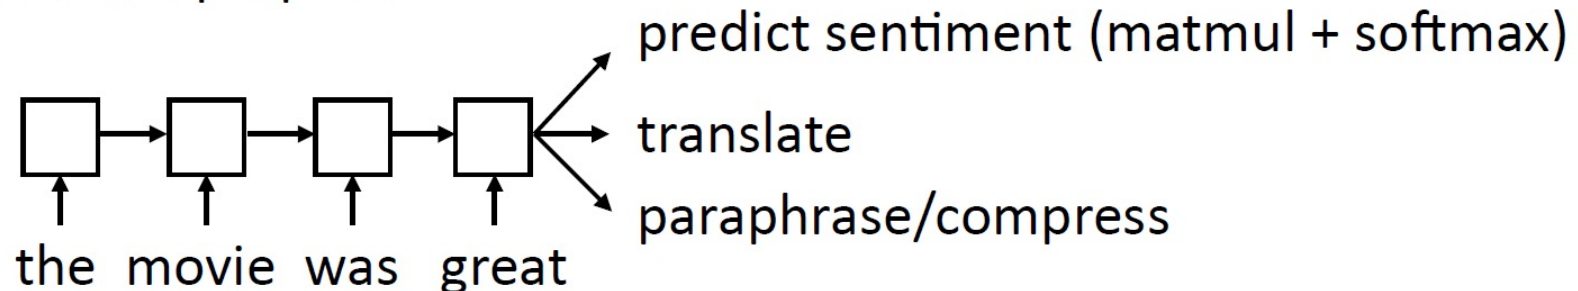 predict sentiment (matmul + softmax)
translate
paraphrase/compress
the movie was great